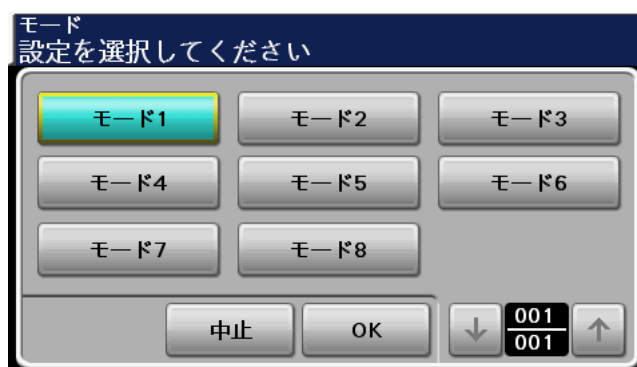 モード
設定を選択してください
モード1 モード2 モード3
モード4 モード5 モード6
モード7 モード8
中止 OK ↓ 001 ↑
001